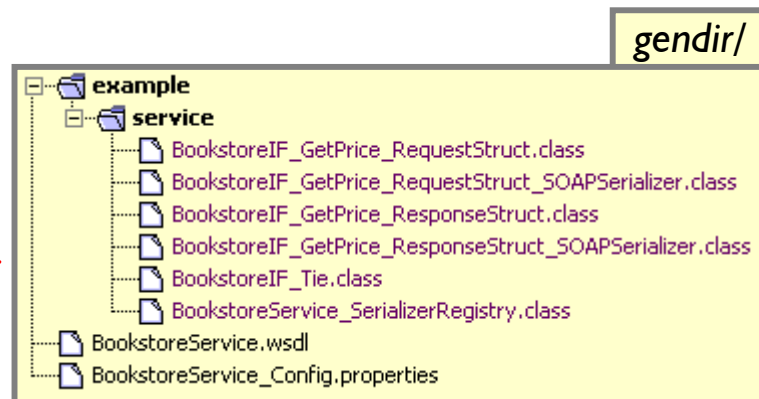 gendir/
example
service
BookstoreIF_GetPrice_RequestStruct.class
BookstoreIF_GetPrice_RequestStruct_SOAPSerializer.class
BookstoreIF_GetPrice_ResponseStruct.class
BookstoreIF_GetPrice_ResponseStruct_SOAPSerializer.class
BookstoreIF_Tie.class
BookstoreService_SerializerRegistry.class
BookstoreService.wsdl
BookstoreService_Config.properties